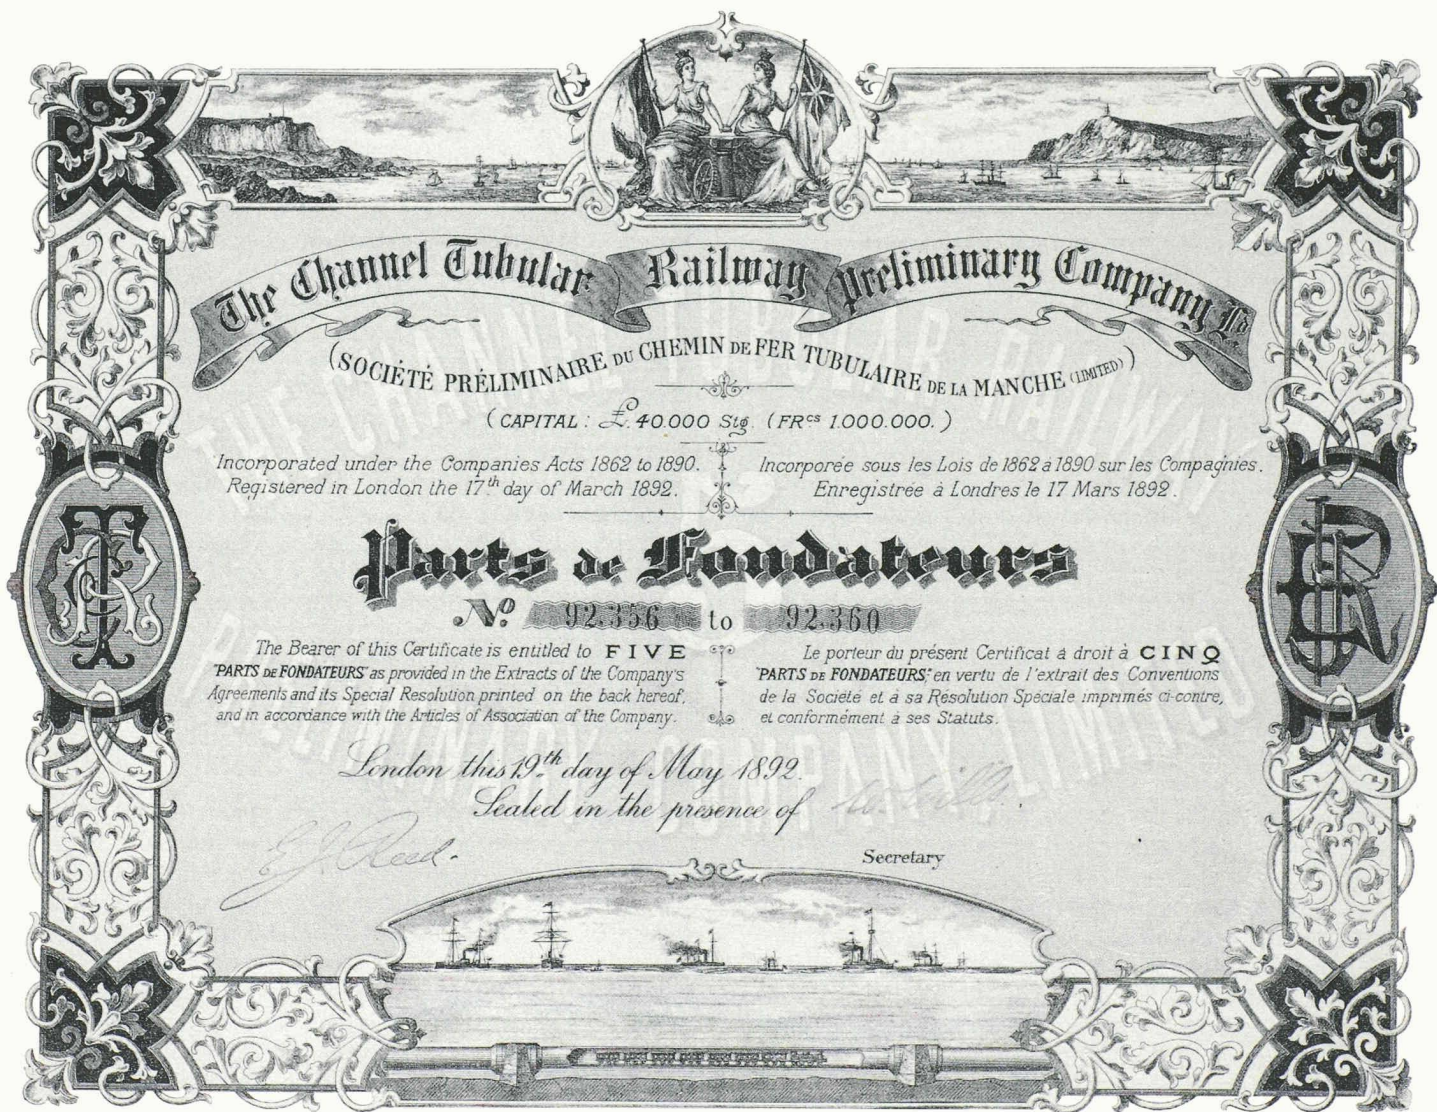 The Channel Tubular Railway Preliminary Company Ld
(SOCIÉTÉ PRÉLIMINAIRE DU CHEMIN DE FER TUBULAIRE DE LA MANCHE (LIMITED))
(CAPITAL: £.40.000 Stg. (FRcs 1.000.000.)
Incorporated under the Companies Acts 1862 to 1890.
Registered in London the 17.th day of March 1892.
Incorporée sous les Lois de 1862 à 1890 sur les Compagnies.
Enregistrée à Londres le 17 Mars 1892.
Parts de Fondateurs
No. 92.356 to 92.360
The Bearer of this Certificate is entitled to FIVE
"PARTS DE FONDATEURS" as provided in the Extracts of the Company's
Agreements and its Special Resolution printed on the back hereof,
and in accordance with the Articles of Association of the Company.
Le porteur du présent Certificat a droit à CINQ
"PARTS DE FONDATEURS," en vertu de l'extrait des Conventions
de la Société et à sa Résolution Spéciale imprimés ci-contre,
et conformément à ses Statuts.
London this 19th day of May 1892.
Sealed in the presence of
E J Reed.
Secretary
THE CHANNEL TUBULAR RAILWAY
5
PRELIMINARY COMPANY, LIMITED